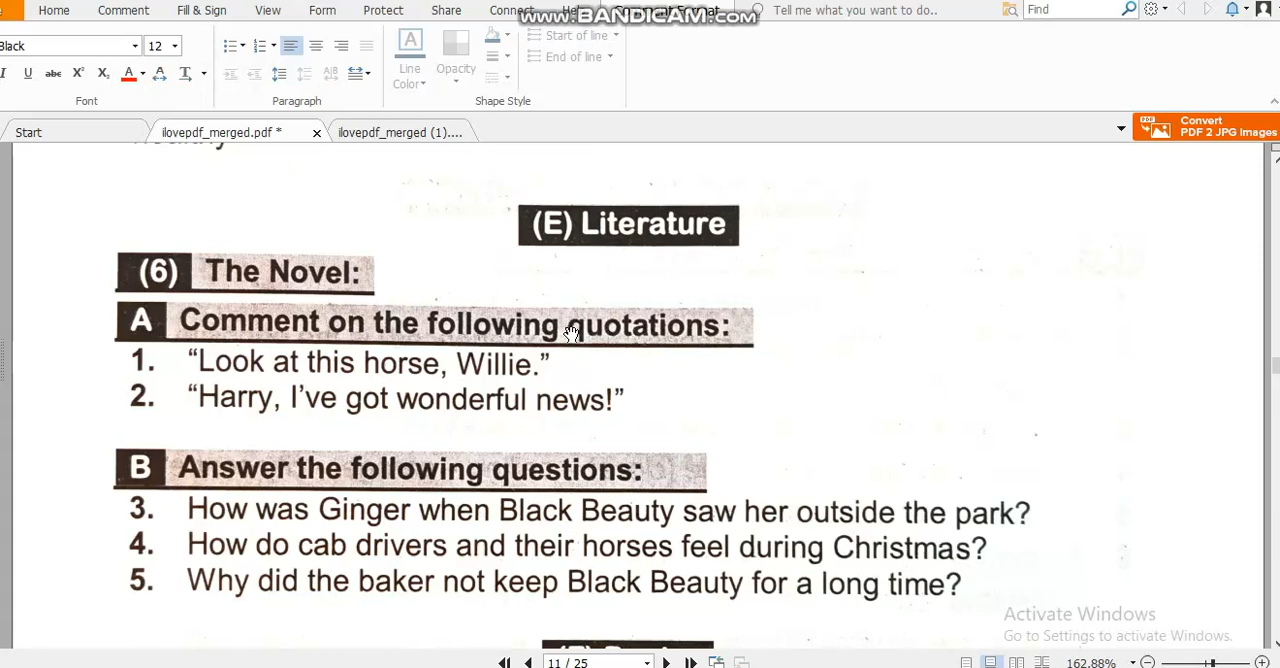 Home Comment Fill & Sign View Form Protect Share Connect Help Comment Format Tell me what you want to do.. Find
www.BANDICAM.com
Black 12 Start of line
End of line
Line Color Opacity
Font Paragraph Shape Style
Start ilovepdf_merged.pdf * ilovepdf_merged (1)....
Convert
PDF 2 JPG Images
(E) Literature
(6) The Novel:
A Comment on the following quotations:
1. “Look at this horse, Willie.”
2. “Harry, I’ve got wonderful news!”
B Answer the following questions:
3. How was Ginger when Black Beauty saw her outside the park?
4. How do cab drivers and their horses feel during Christmas?
5. Why did the baker not keep Black Beauty for a long time?
Activate Windows
Go to Settings to activate Windows.
11 / 25 162.88%